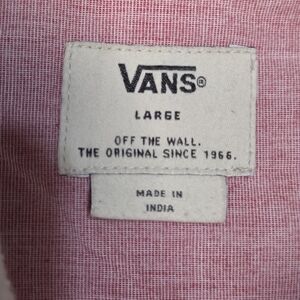 VANS®
LARGE
OFF THE WALL.
THE ORIGINAL SINCE 1966.
MADE IN
INDIA